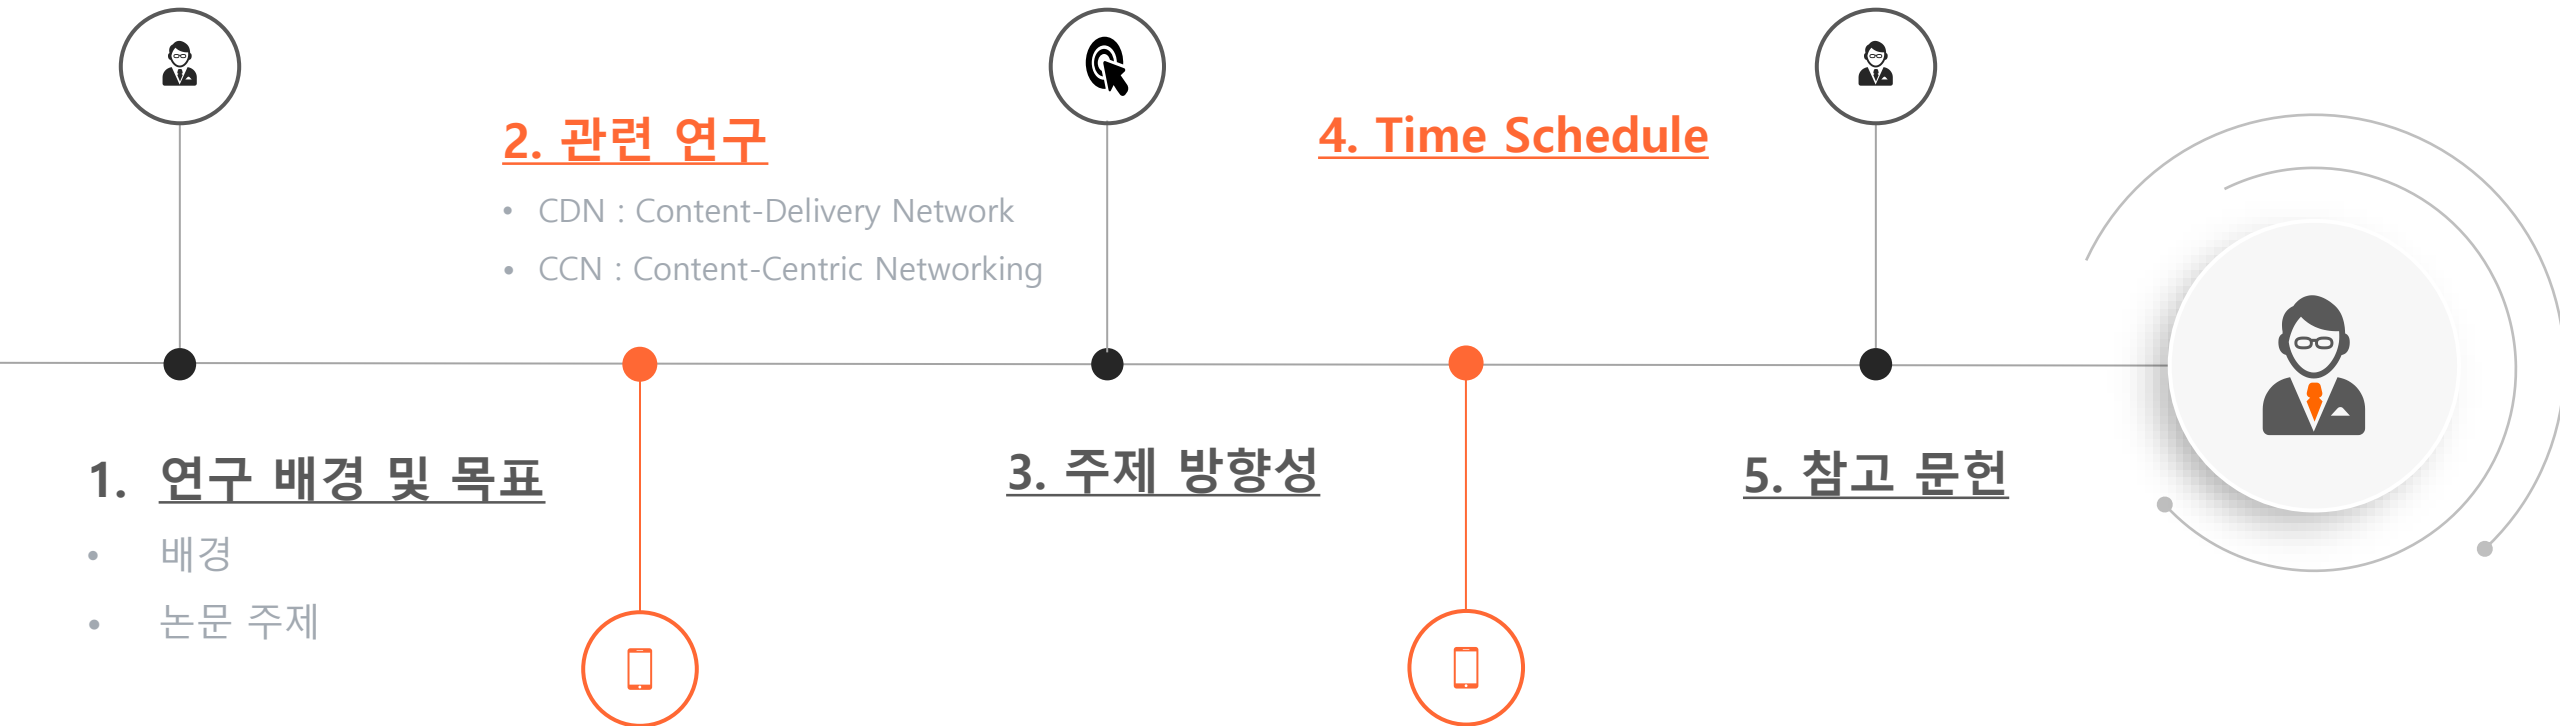 1. 연구 배경 및 목표
• 배경
• 논문 주제
2. 관련 연구
• CDN : Content-Delivery Network
• CCN : Content-Centric Networking
3. 주제 방향성
4. Time Schedule
5. 참고 문헌